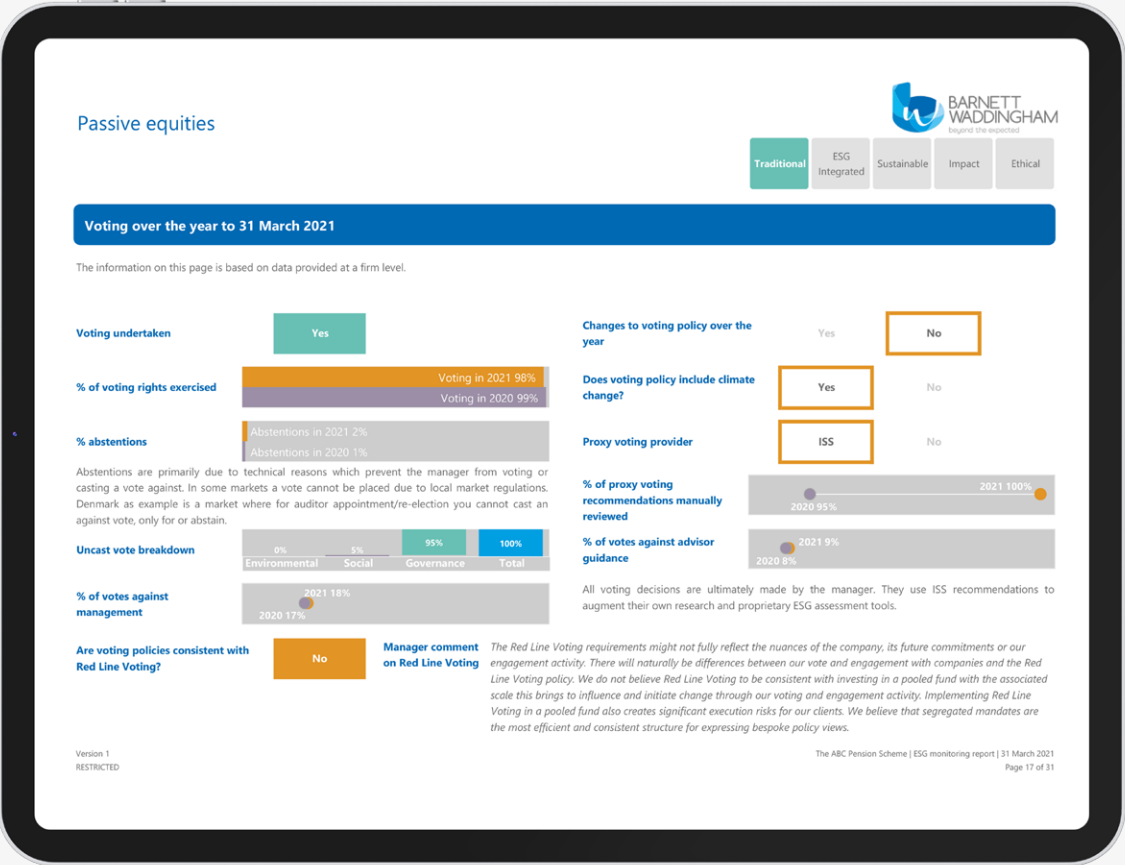 Passive equities
BARNETT
WADDINGHAM
beyond the expected
Traditional
ESG
Integrated
Sustainable
Impact
Ethical
Voting over the year to 31 March 2021
The information on this page is based on data provided at a firm level.
Voting undertaken
Yes
% of voting rights exercised
Voting in 2021 98%
Voting in 2020 99%
% abstentions
Abstentions in 2021 2%
Abstentions in 2020 1%
Abstentions are primarily due to technical reasons which prevent the manager from voting or
casting a vote against. In some markets a vote cannot be placed due to local market regulations.
Denmark as example is a market where for auditor appointment/re-election you cannot cast an
against vote, only for or abstain.
Uncast vote breakdown
0%
5%
95%
100%
Environmental
Social
Governance
Total
% of votes against
management
2021 18%
2020 17%
Changes to voting policy over the
year
Yes
No
Does voting policy include climate
change?
Yes
No
Proxy voting provider
ISS
No
% of proxy voting
recommendations manually
reviewed
2021 100%
2020 95%
% of votes against advisor
guidance
2021 9%
2020 8%
All voting decisions are ultimately made by the manager. They use ISS recommendations to
augment their own research and proprietary ESG assessment tools.
Are voting policies consistent with
Red Line Voting?
No
Manager comment
on Red Line Voting
The Red Line Voting requirements might not fully reflect the nuances of the company, its future commitments or our
engagement activity. There will naturally be differences between our vote and engagement with companies and the Red
Line Voting policy. We do not believe Red Line Voting to be consistent with investing in a pooled fund with the associated
scale this brings to influence and initiate change through our voting and engagement activity. Implementing Red Line
Voting in a pooled fund also creates significant execution risks for our clients. We believe that segregated mandates are
the most efficient and consistent structure for expressing bespoke policy views.
Version 1
RESTRICTED
The ABC Pension Scheme | ESG monitoring report | 31 March 2021
Page 17 of 31